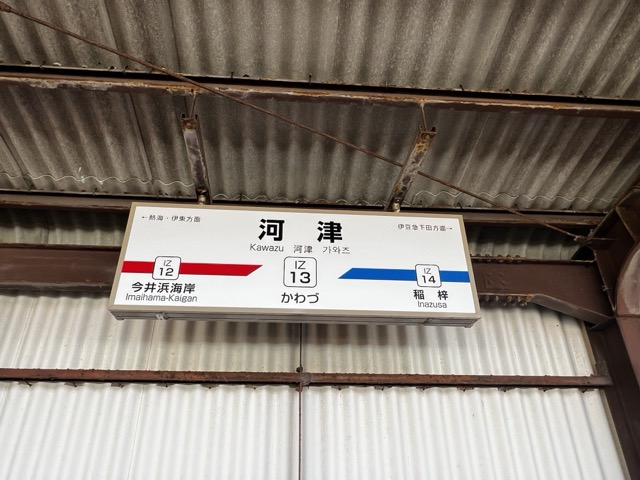 ←熱海・伊東方面
河津
伊豆急下田方面→
Kawazu 河津 가와즈
IZ
12
IZ
13
IZ
14
今井浜海岸
Imaihama-Kaigan
かわづ
稲梓
Inazusa